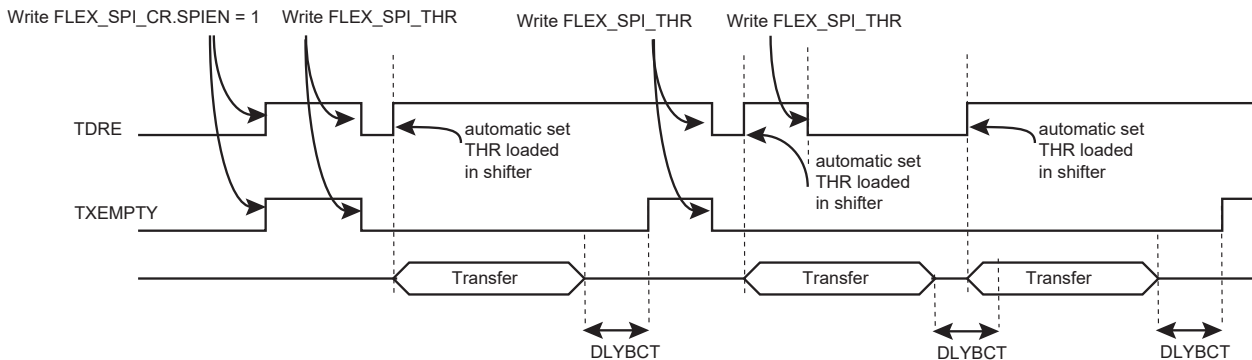 Write FLEX_SPI_CR.SPIEN = 1
Write FLEX_SPI_THR
Write FLEX_SPI_THR
Write FLEX_SPI_THR
TDRE
automatic set
THR loaded
in shifter
automatic set
THR loaded
in shifter
automatic set
THR loaded
in shifter
TXEMPTY
Transfer
Transfer
Transfer
DLYBCT
DLYBCT
DLYBCT